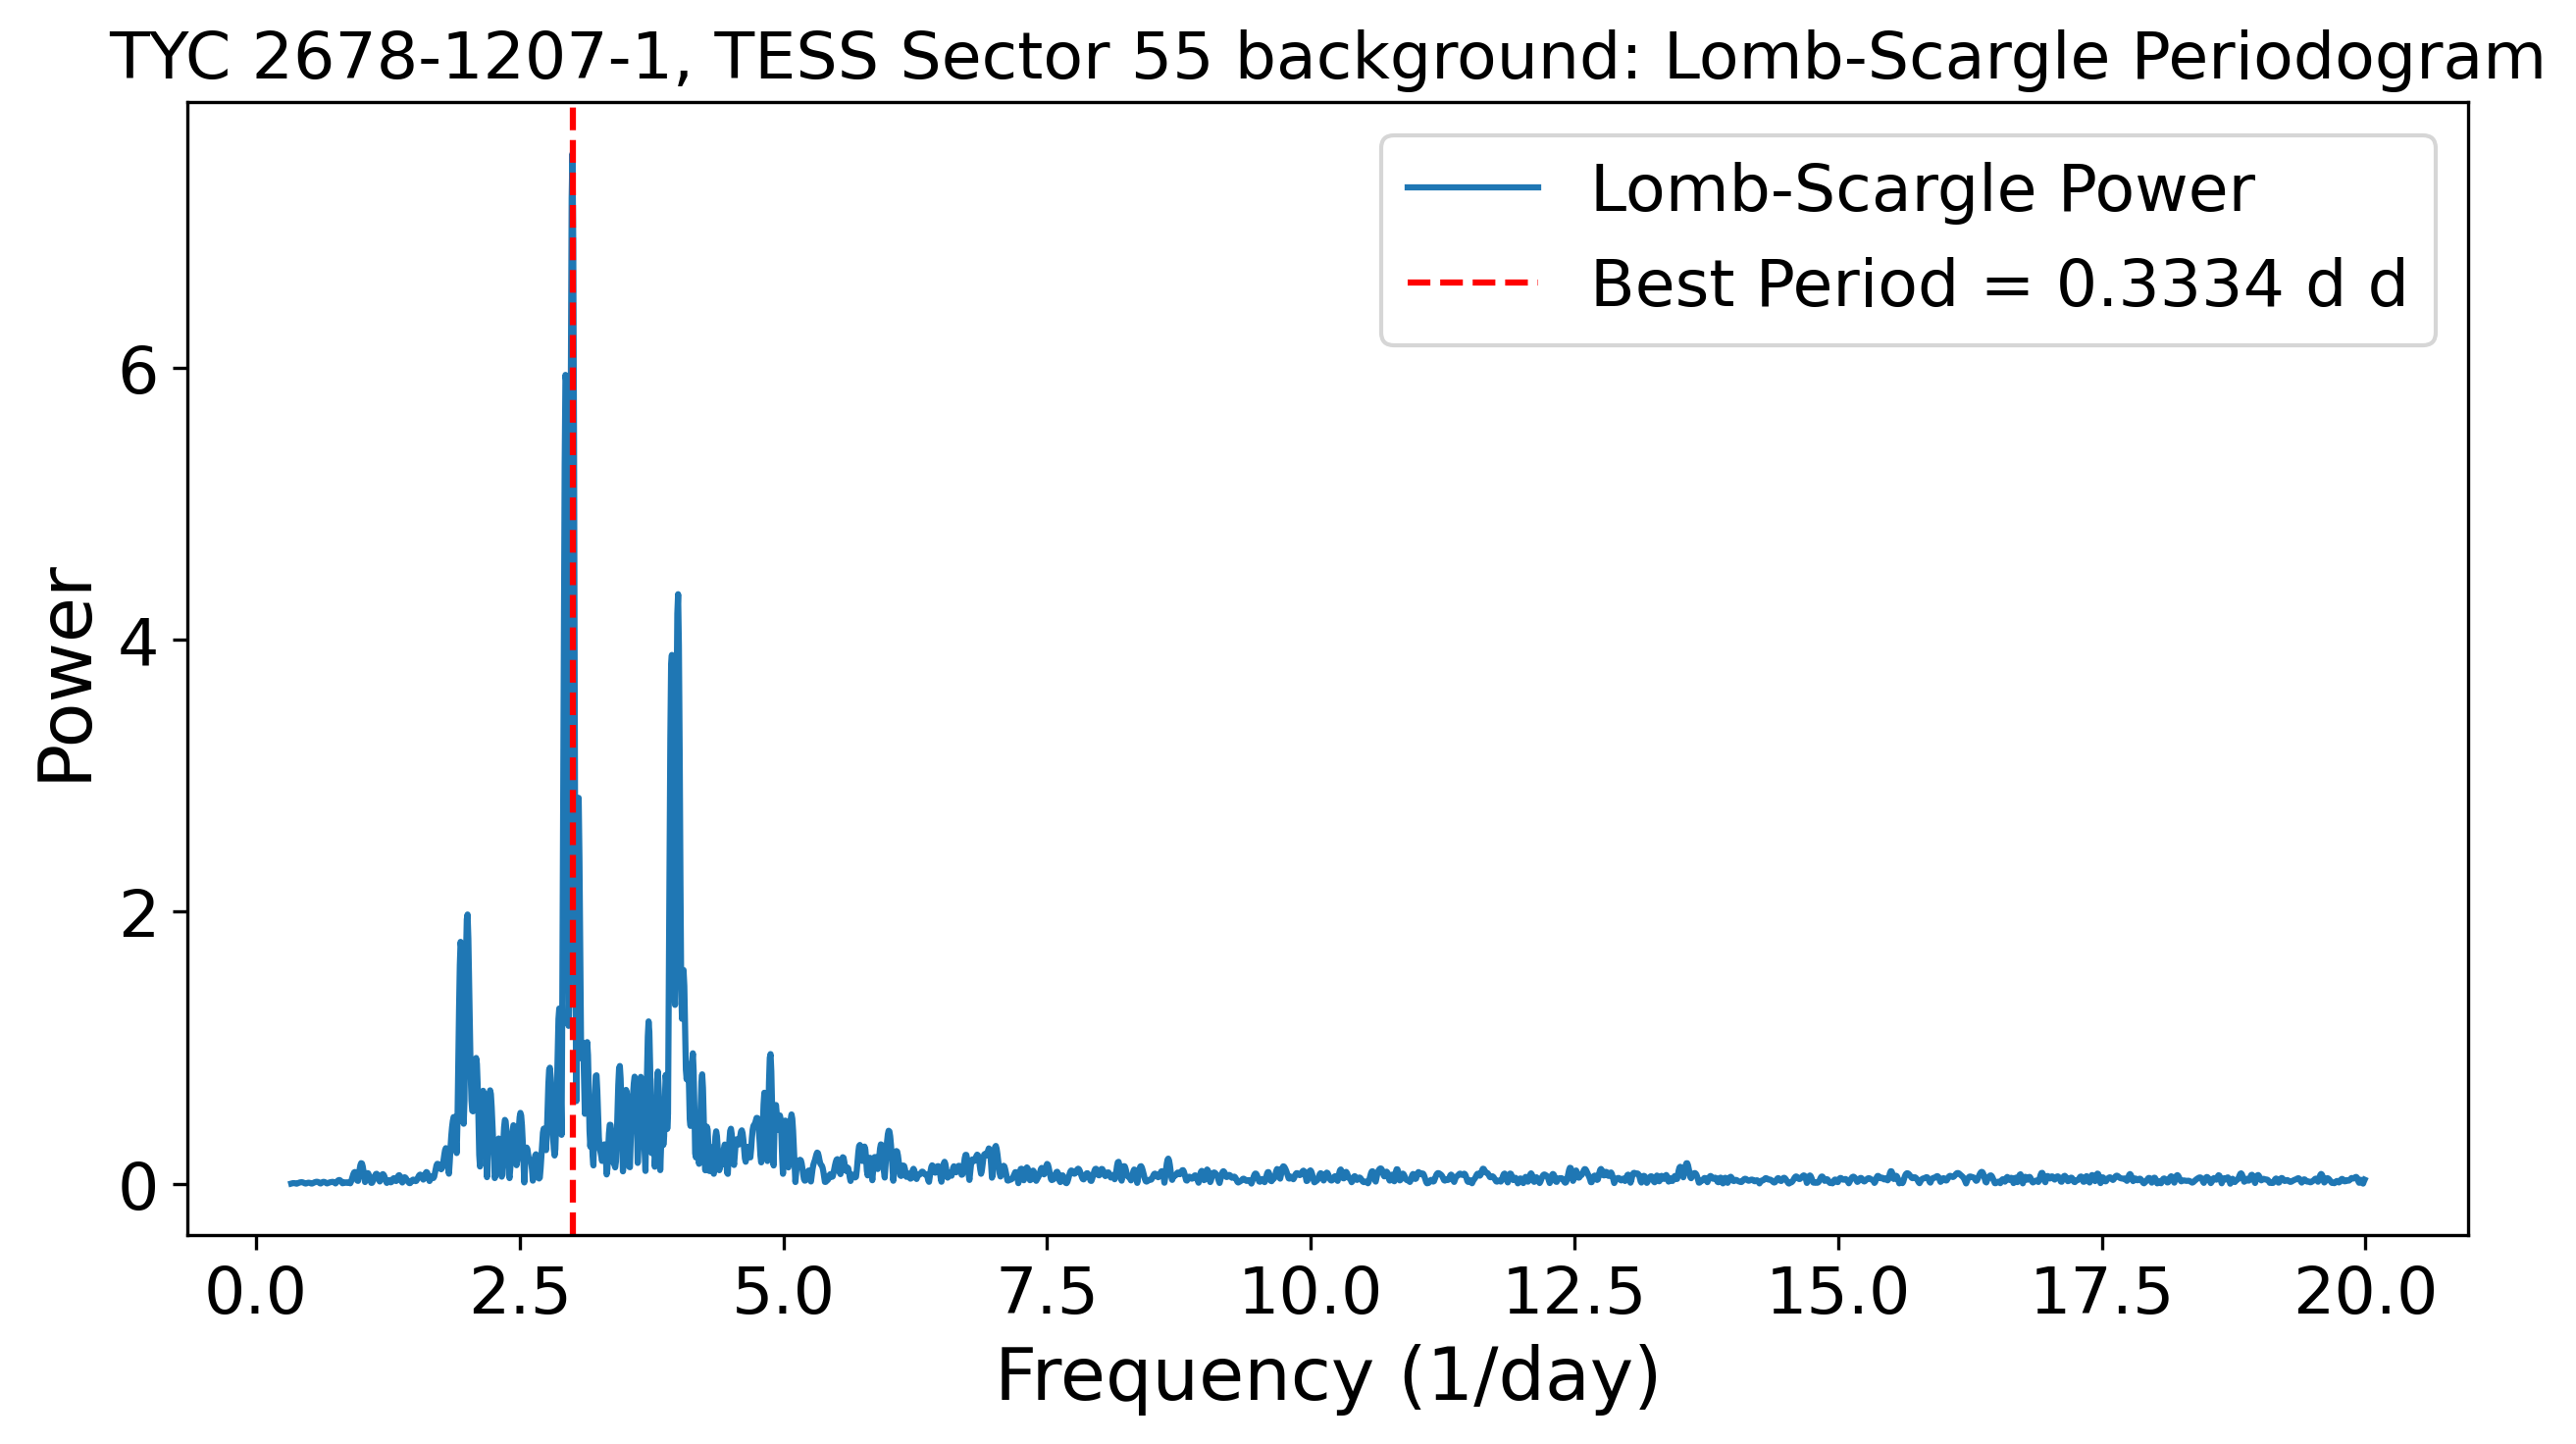 TYC 2678-1207-1, TESS Sector 55 background: Lomb-Scargle Periodogram
Lomb-Scargle Power
Best Period = 0.3334 d d
Power
6
4
2
0
0.0 2.5 5.0 7.5 10.0 12.5 15.0 17.5 20.0
Frequency (1/day)